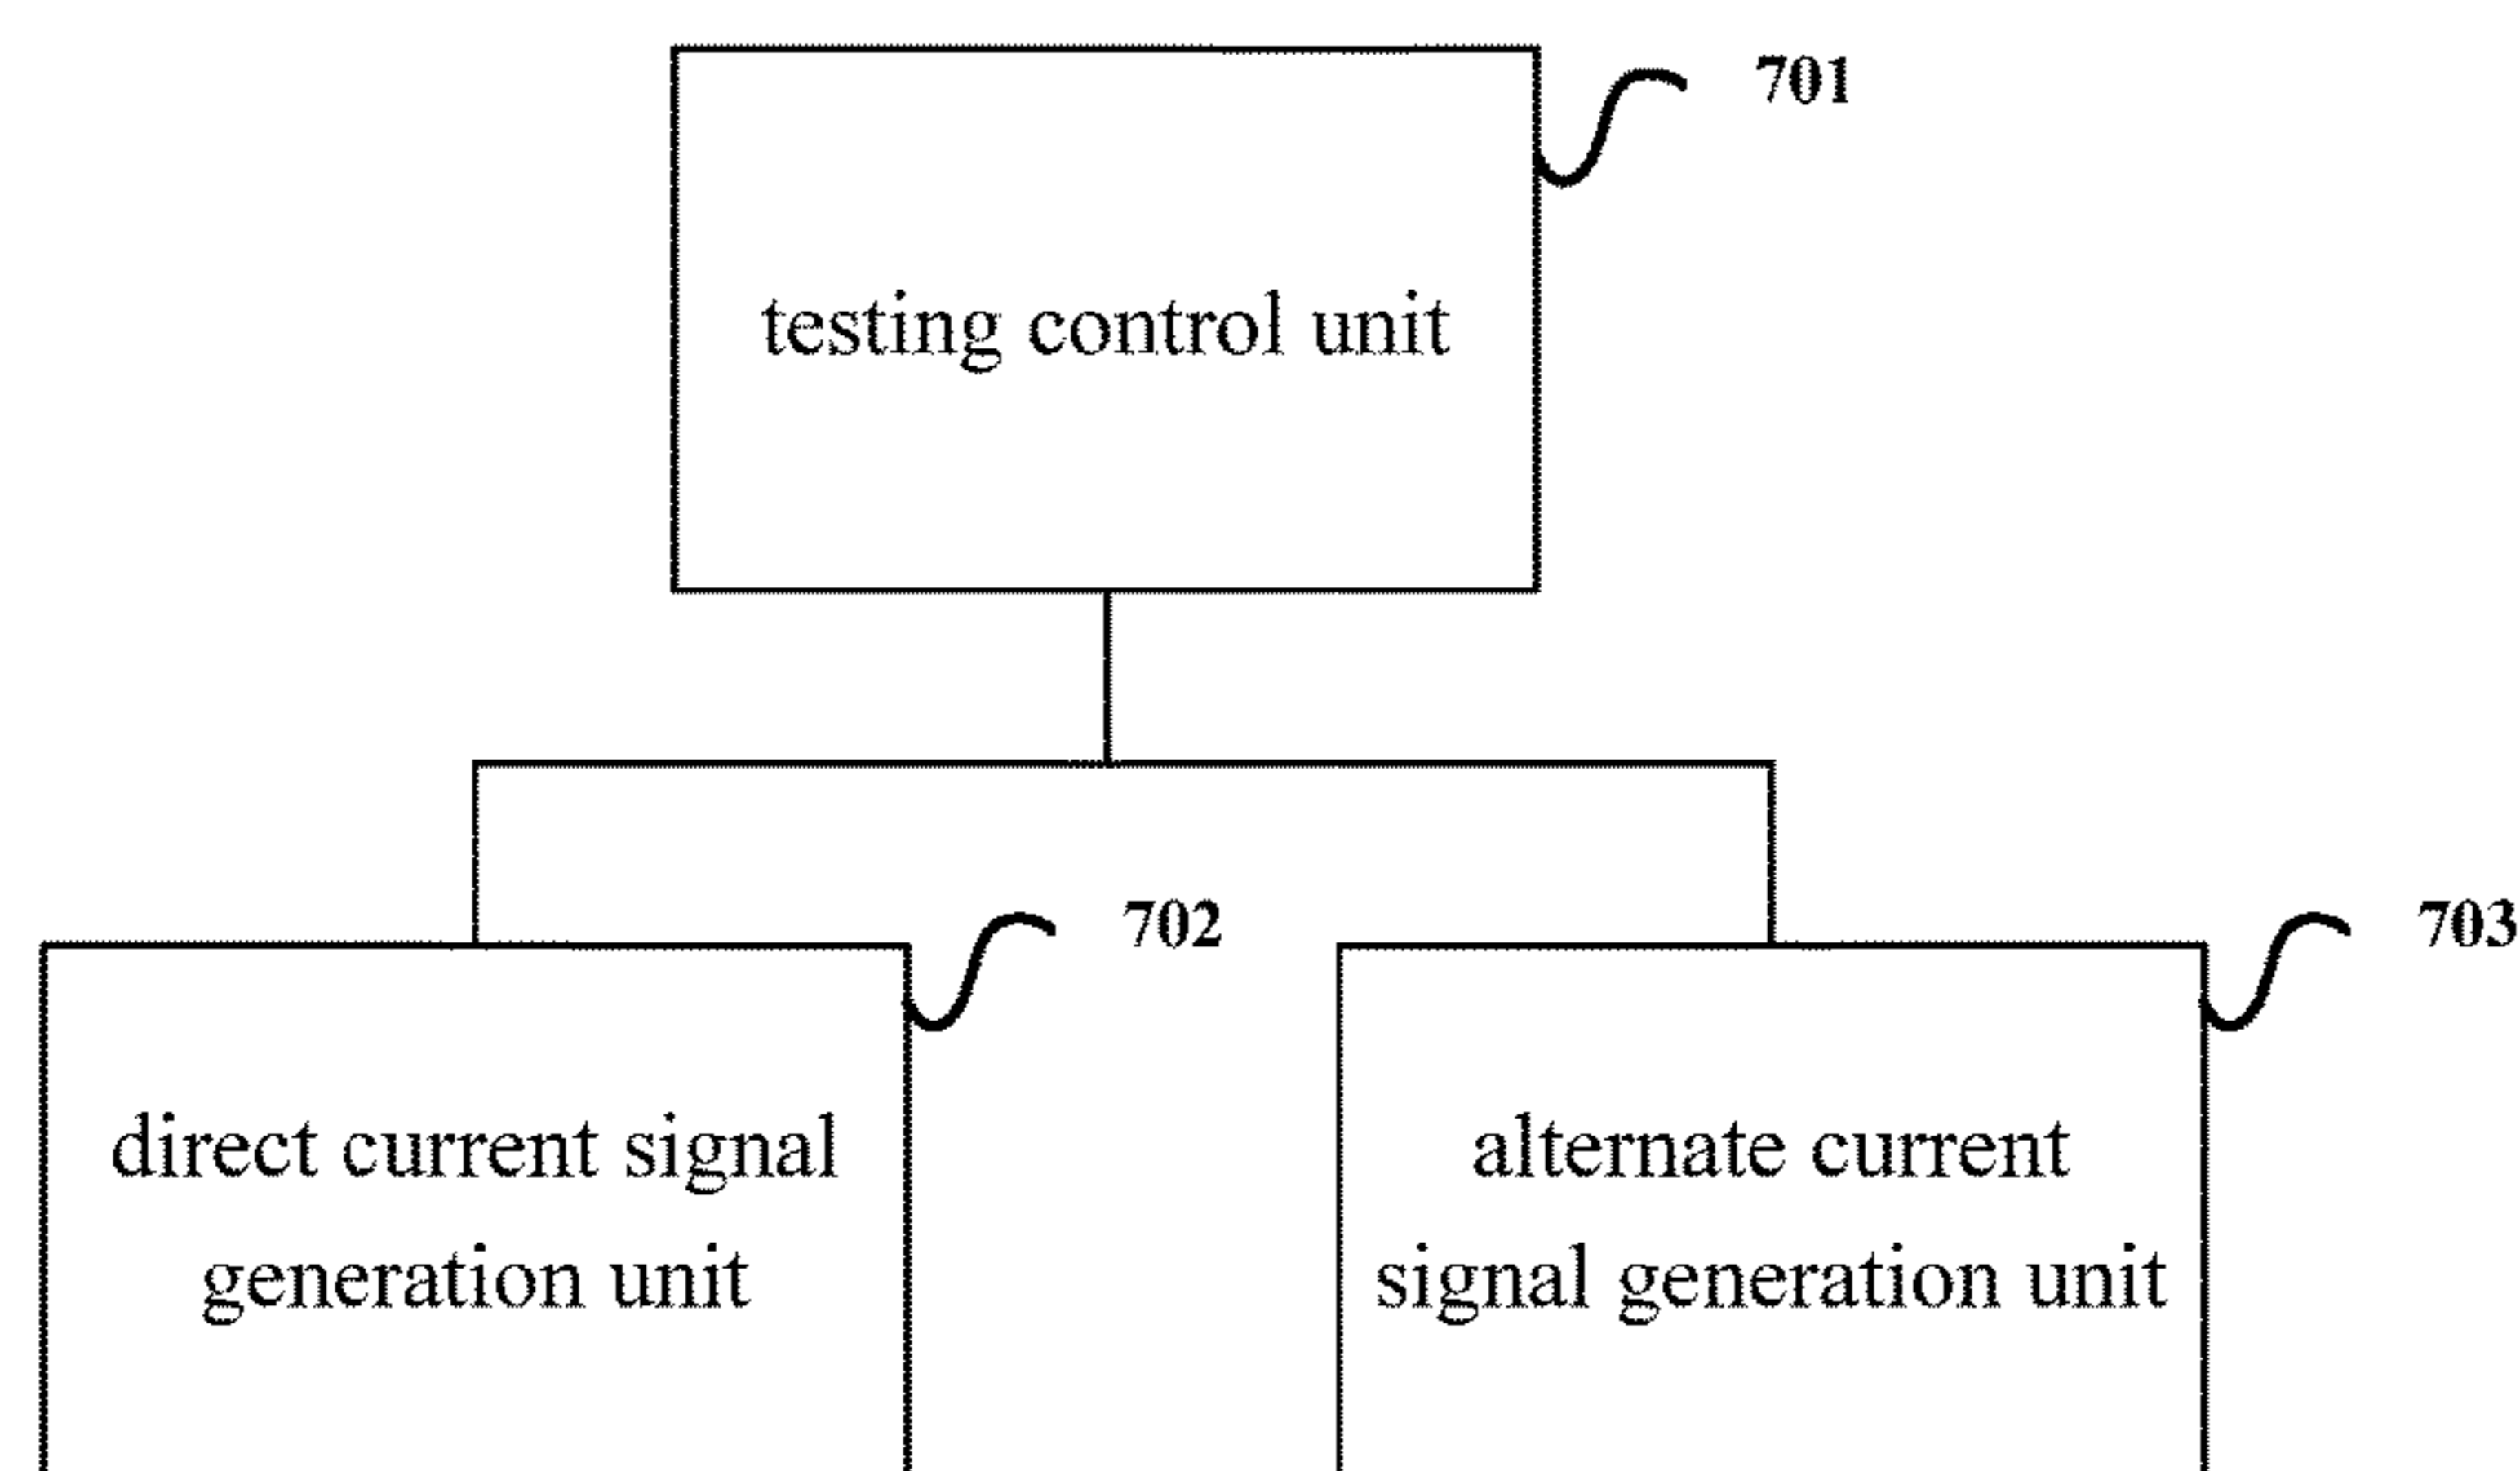 701
testing control unit
702
703
direct current signal
generation unit
alternate current
signal generation unit